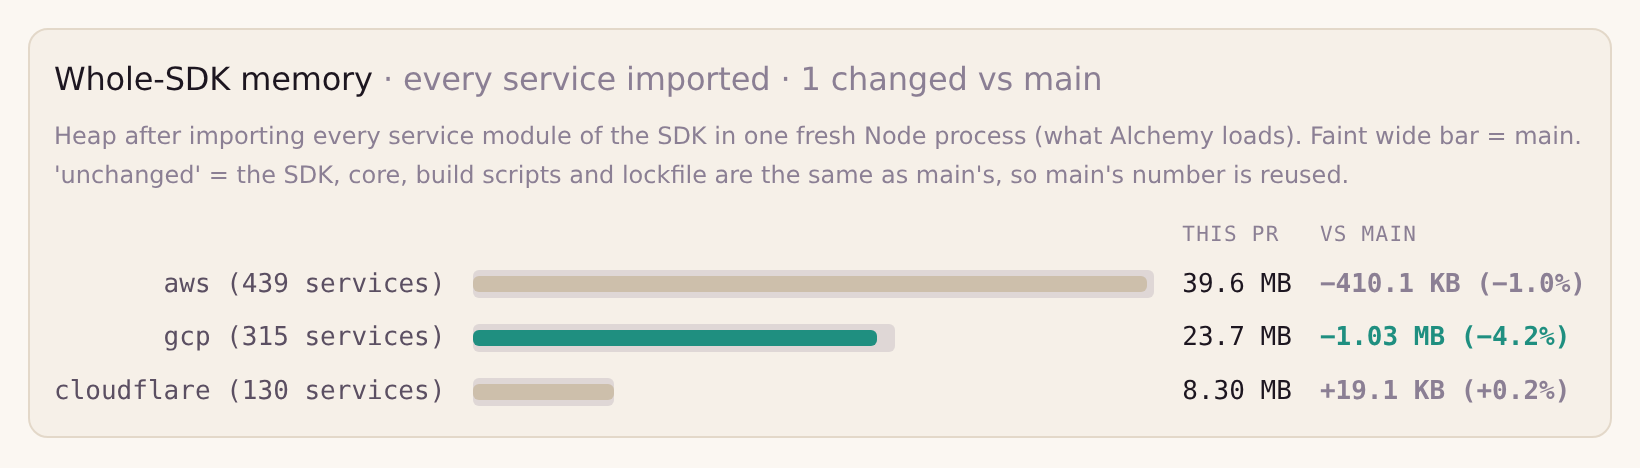 Whole-SDK memory · every service imported · 1 changed vs main
Heap after importing every service module of the SDK in one fresh Node process (what Alchemy loads). Faint wide bar = main.
'unchanged' = the SDK, core, build scripts and lockfile are the same as main's, so main's number is reused.
THIS PR VS MAIN
aws (439 services) 39.6 MB −410.1 KB (−1.0%)
gcp (315 services) 23.7 MB −1.03 MB (−4.2%)
cloudflare (130 services) 8.30 MB +19.1 KB (+0.2%)